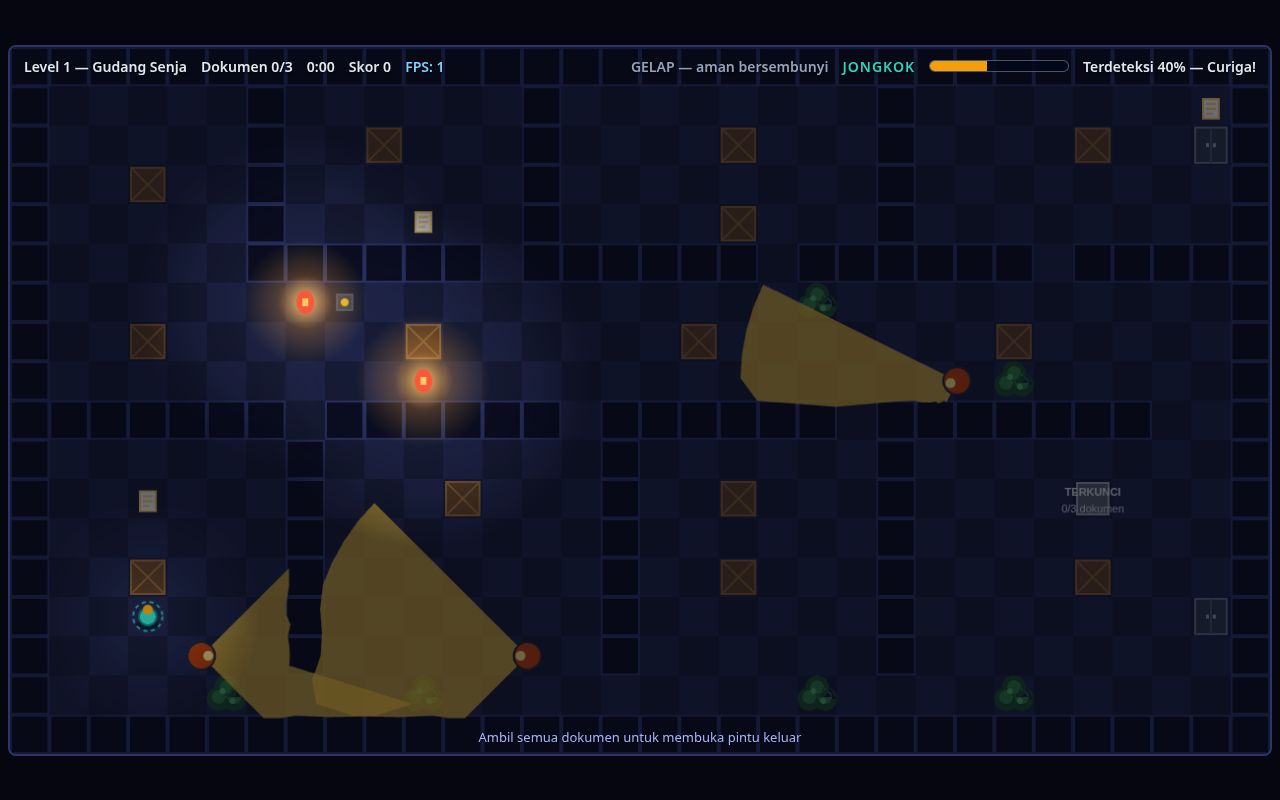 Level 1 — Gudang Senja Dokumen 0/3 0:00 Skor 0 FPS: 1 GELAP — aman bersembunyi JONGKOK Terdeteksi 40% — Curiga!
TERKUNCI
0/3 dokumen
Ambil semua dokumen untuk membuka pintu keluar